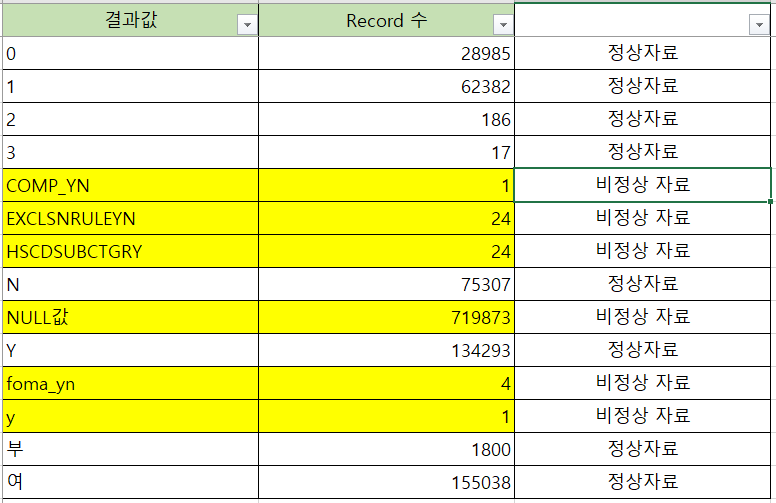 결과값 Record 수
0 28985 정상자료
1 62382 정상자료
2 186 정상자료
3 17 정상자료
COMP_YN 1 비정상 자료
EXCLSNRULEYN 24 비정상 자료
HSCDSUBCTGRY 24 비정상 자료
N 75307 정상자료
NULL값 719873 비정상 자료
Y 134293 정상자료
foma_yn 4 비정상 자료
y 1 비정상 자료
부 1800 정상자료
여 155038 정상자료